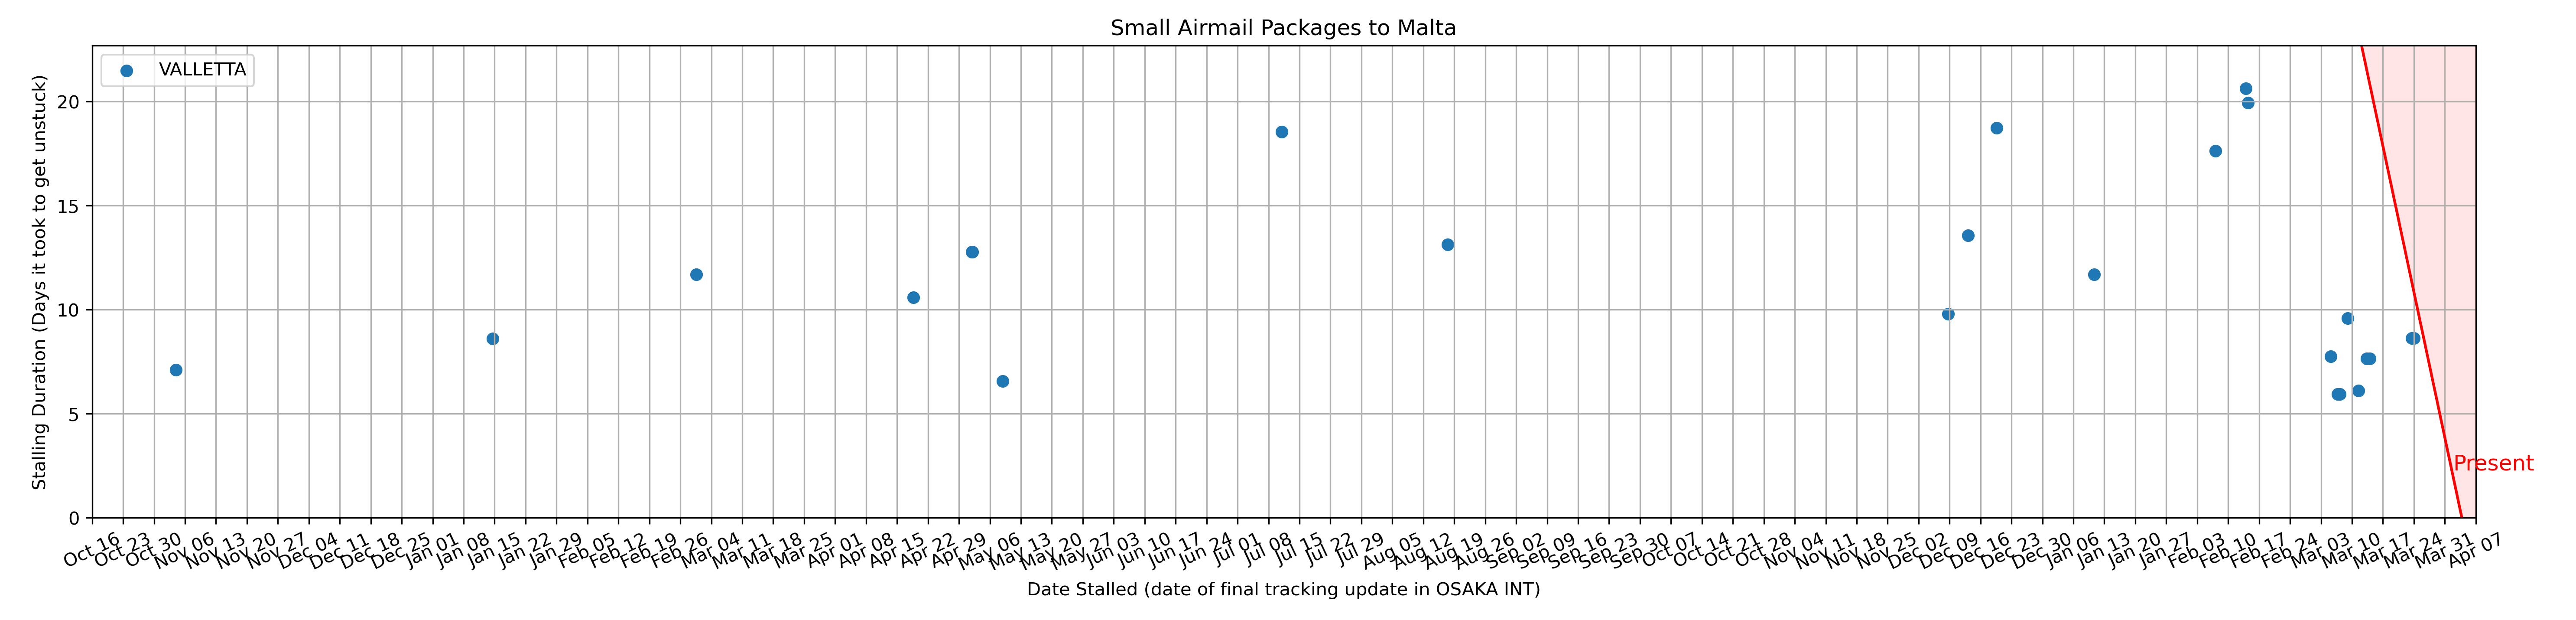 Small Airmail Packages to Malta
VALLETTA
Stalling Duration (Days it took to get unstuck)
20
15
10
5
0
Present
Oct 16
Oct 23
Oct 30
Nov 06
Nov 13
Nov 20
Nov 27
Dec 04
Dec 11
Dec 18
Dec 25
Jan 01
Jan 08
Jan 15
Jan 22
Jan 29
Feb 05
Feb 12
Feb 19
Feb 26
Mar 04
Mar 11
Mar 18
Mar 25
Apr 01
Apr 08
Apr 15
Apr 22
Apr 29
May 06
May 13
May 20
May 27
Jun 03
Jun 10
Jun 17
Jun 24
Jul 01
Jul 08
Jul 15
Jul 22
Jul 29
Aug 05
Aug 12
Aug 19
Aug 26
Sep 02
Sep 09
Sep 16
Sep 23
Sep 30
Oct 07
Oct 14
Oct 21
Oct 28
Nov 04
Nov 11
Nov 18
Nov 25
Dec 02
Dec 09
Dec 16
Dec 23
Dec 30
Jan 06
Jan 13
Jan 20
Jan 27
Feb 03
Feb 10
Feb 17
Feb 24
Mar 03
Mar 10
Mar 17
Mar 24
Mar 31
Apr 07
Date Stalled (date of final tracking update in OSAKA INT)